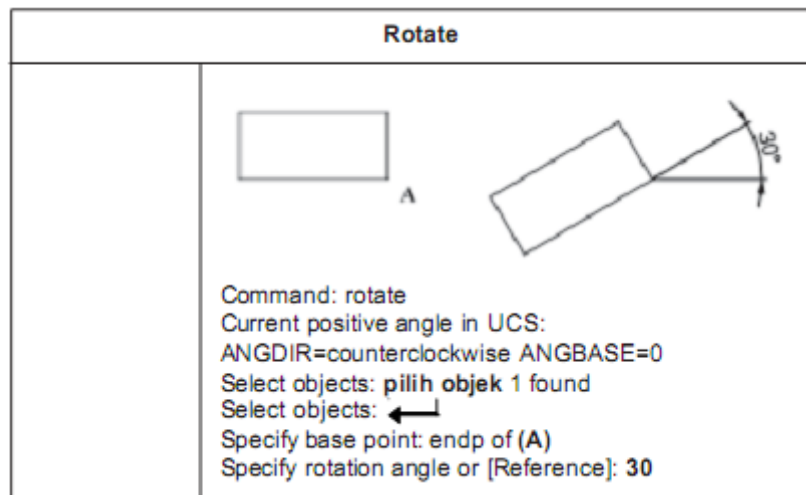 Rotate
A
30°
Command: rotate
Current positive angle in UCS:
ANGDIR=counterclockwise ANGBASE=0
Select objects: pilih objek 1 found
Select objects:
Specify base point: endp of (A)
Specify rotation angle or [Reference]: 30